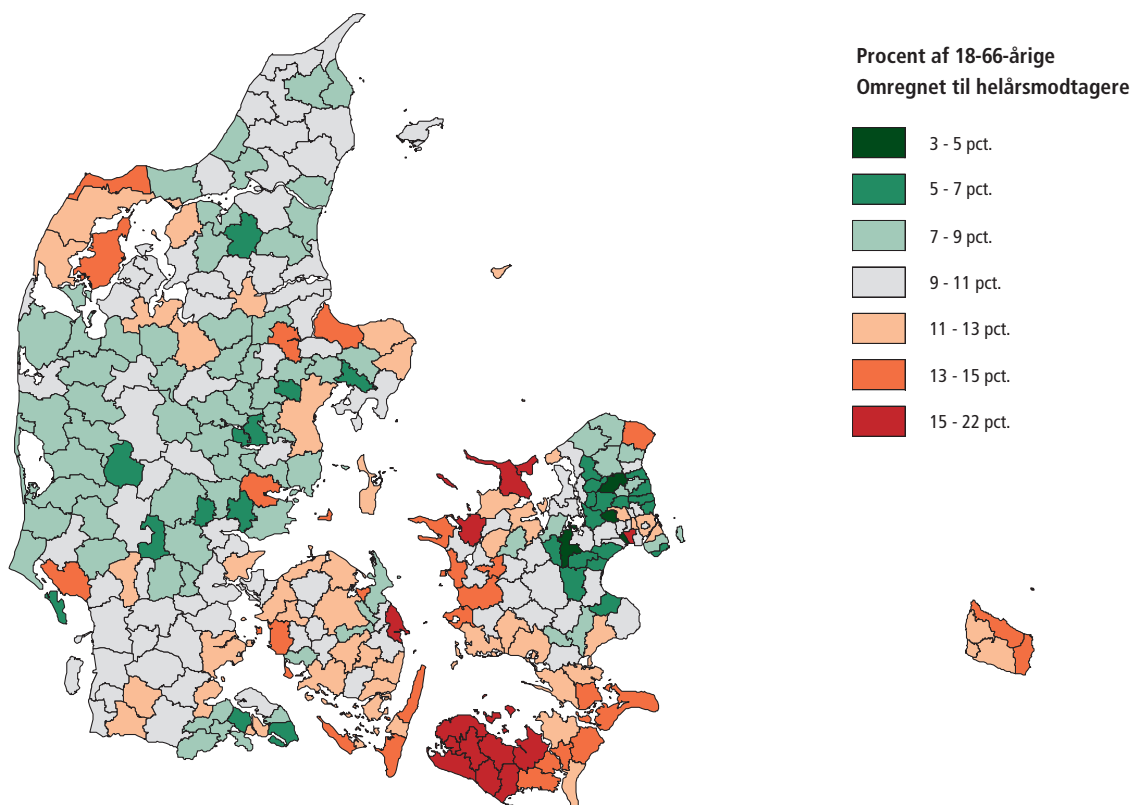 Procent af 18-66-årige
Omregnet til helårsmodtagere
3 - 5 pct.
5 - 7 pct.
7 - 9 pct.
9 - 11 pct.
11 - 13 pct.
13 - 15 pct.
15 - 22 pct.